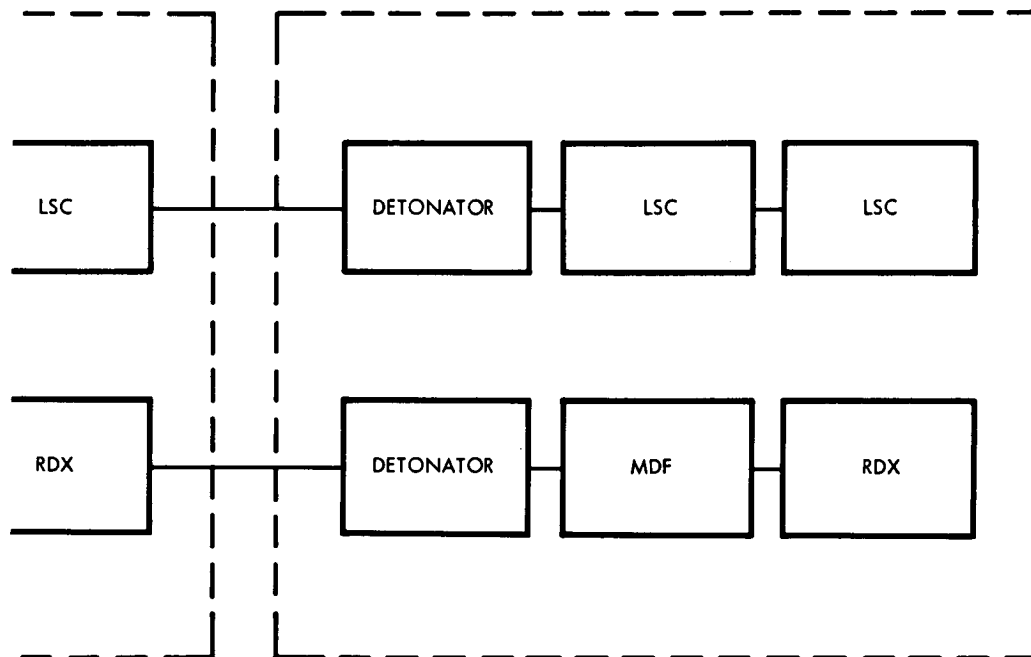 LSC
DETONATOR
LSC
LSC
RDX
DETONATOR
MDF
RDX